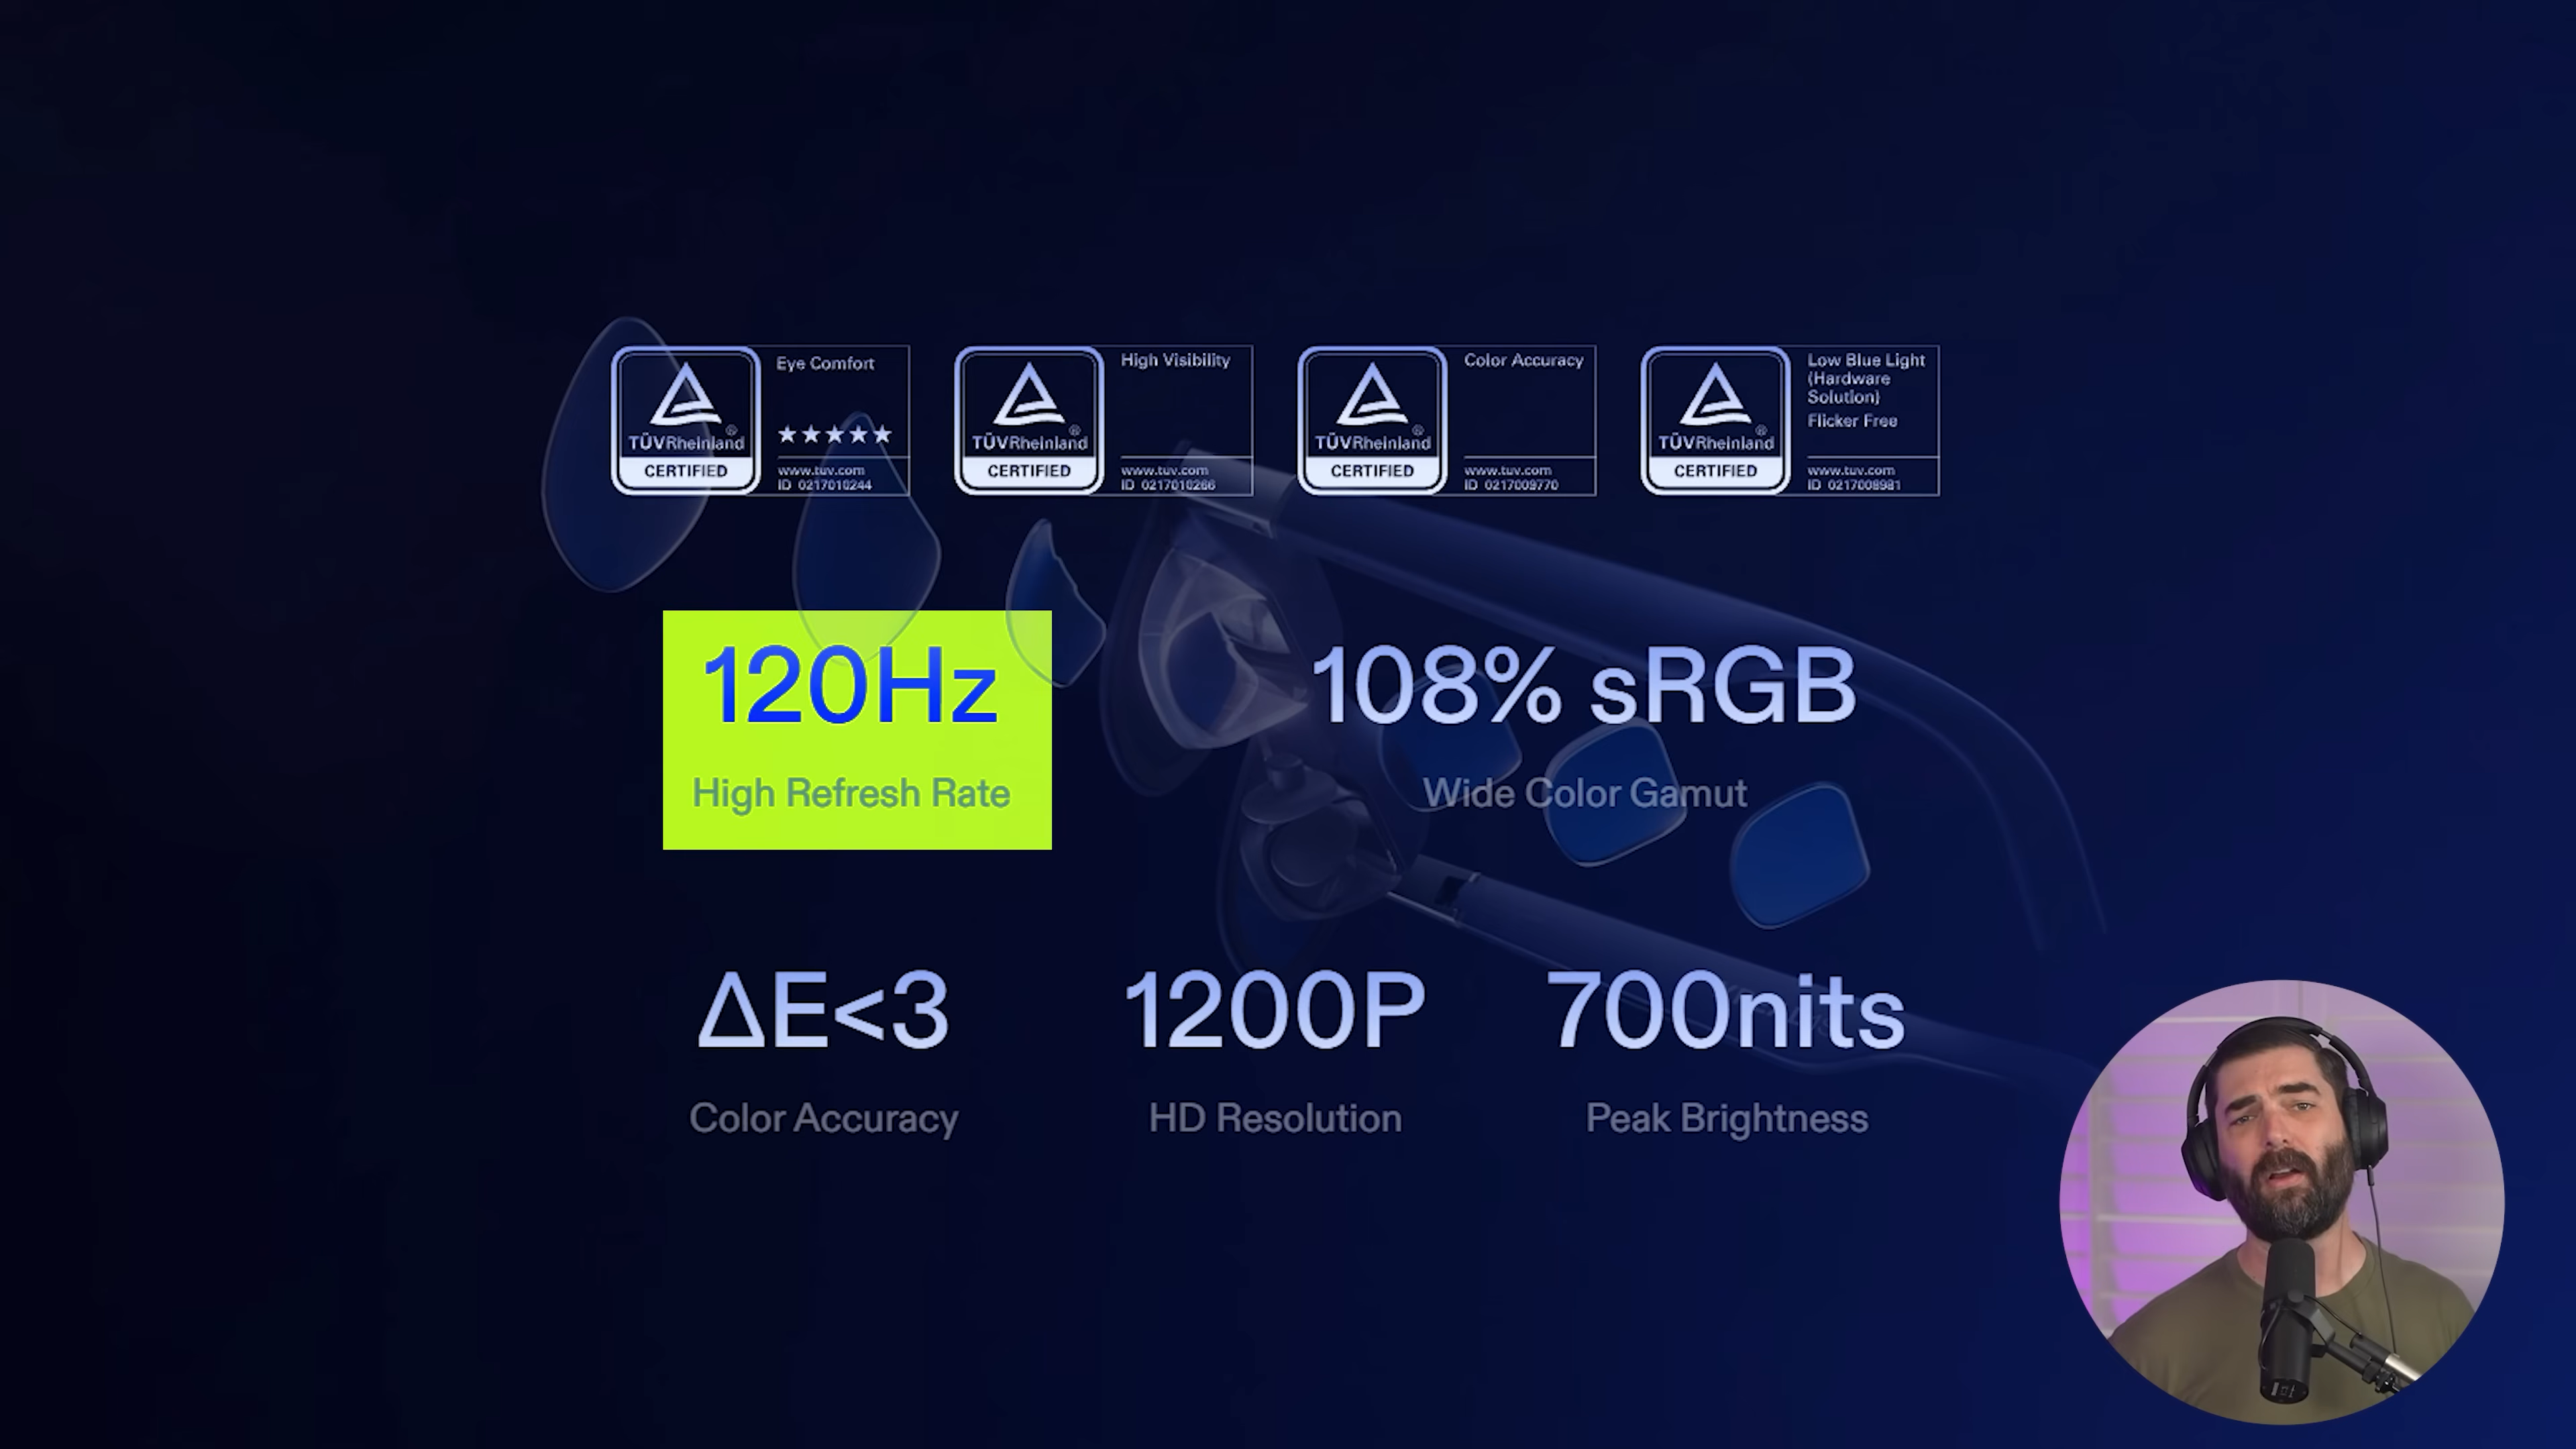 Eye Comfort
★★★★★
TÜVRheinland®
CERTIFIED
www.tuv.com
ID 0217010244
High Visibility
TÜVRheinland®
CERTIFIED
www.tuv.com
ID 0217010266
Color Accuracy
TÜVRheinland®
CERTIFIED
www.tuv.com
ID 0217009770
Low Blue Light
(Hardware
Solution)
Flicker Free
TÜVRheinland®
CERTIFIED
www.tuv.com
ID 0217008981
120Hz
High Refresh Rate
108% sRGB
Wide Color Gamut
ΔE<3
Color Accuracy
1200P
HD Resolution
700nits
Peak Brightness